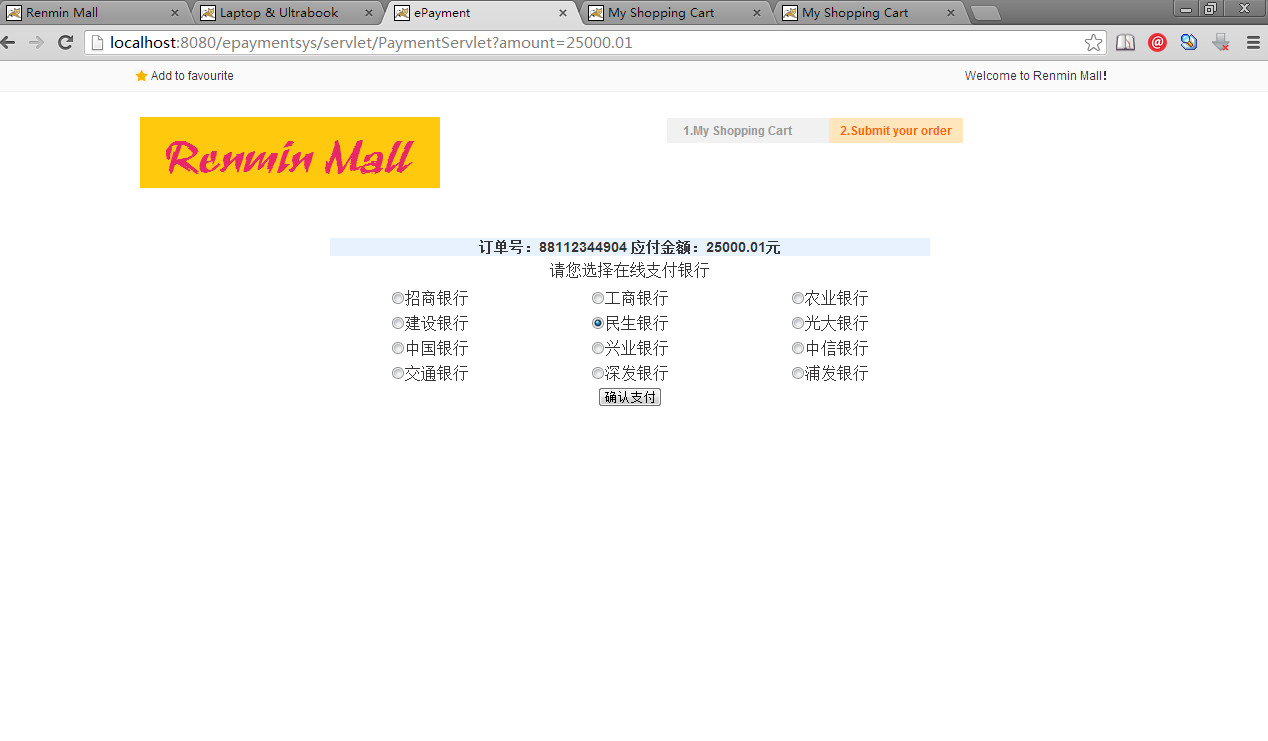 Renmin Mall
Laptop & Ultrabook
ePayment
My Shopping Cart
My Shopping Cart
localhost:8080/epaymentsys/servlet/PaymentServlet?amount=25000.01
Add to favourite
Welcome to Renmin Mall!
Renmin Mall
1.My Shopping Cart
2.Submit your order
订单号：88112344904 应付金额：25000.01元
请您选择在线支付银行
招商银行 工商银行 农业银行
建设银行 民生银行 光大银行
中国银行 兴业银行 中信银行
交通银行 深发银行 浦发银行
确认支付